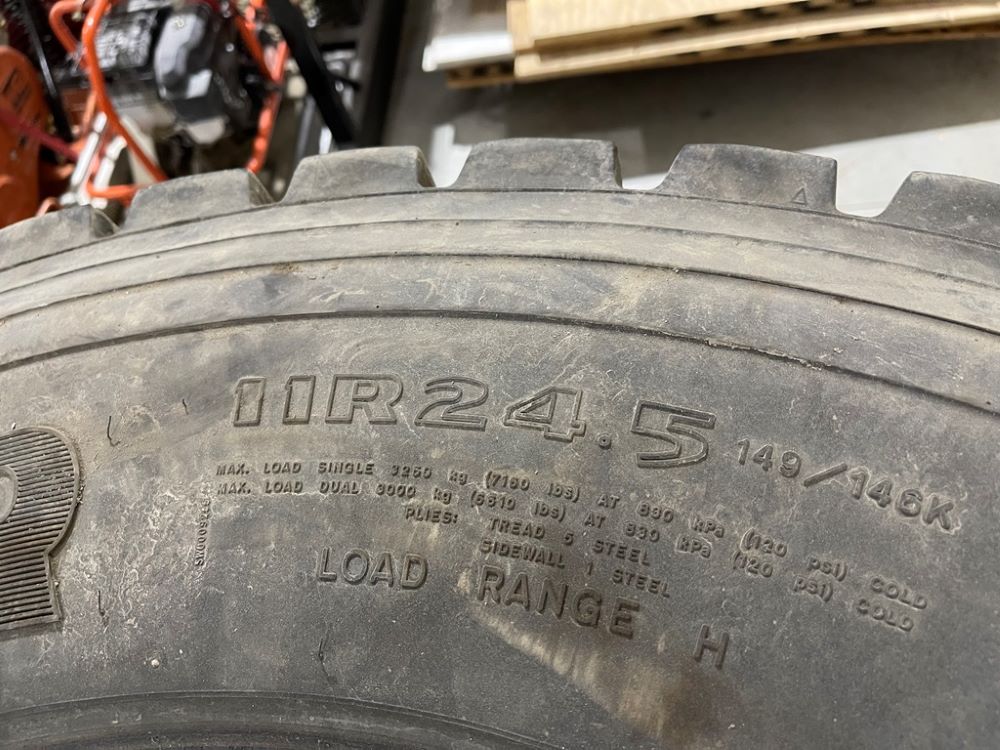 11R24.5 149/146K
MAX. LOAD SINGLE 3250 kg (7160 lbs) AT 830 kPa (120 psi) COLD
MAX. LOAD DUAL: 3000 kg (6610 lbs) AT 830 kPa (120 psi) COLD
PLIES: TREAD 5 STEEL
SIDEWALL 1 STEEL
LOAD RANGE H